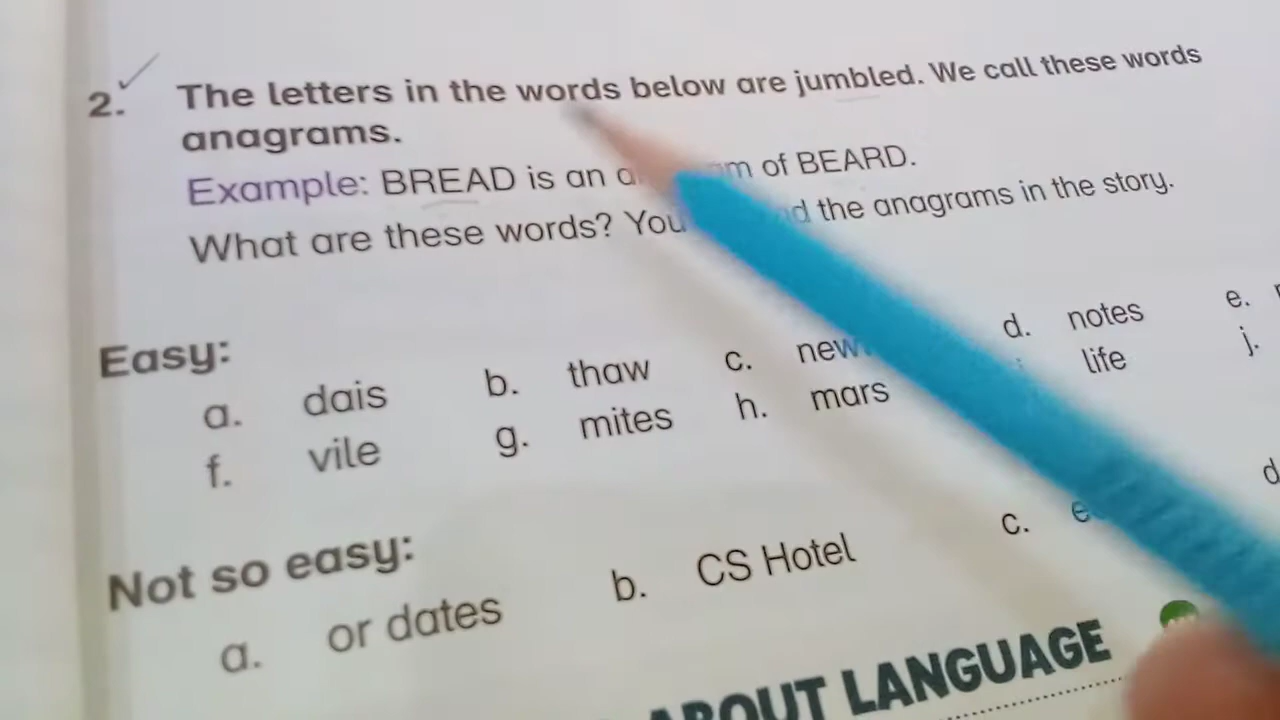 2. The letters in the words below are jumbled. We call these words
anagrams.
Example: BREAD is an of BEARD.
What are these words? You the anagrams in the story.
Easy:
a. dais b. thaw c. d. notes e.
f. vile g. mites h. mars life j.
Not so easy:
a. or dates b. CS Hotel c. d
ABOUT LANGUAGE